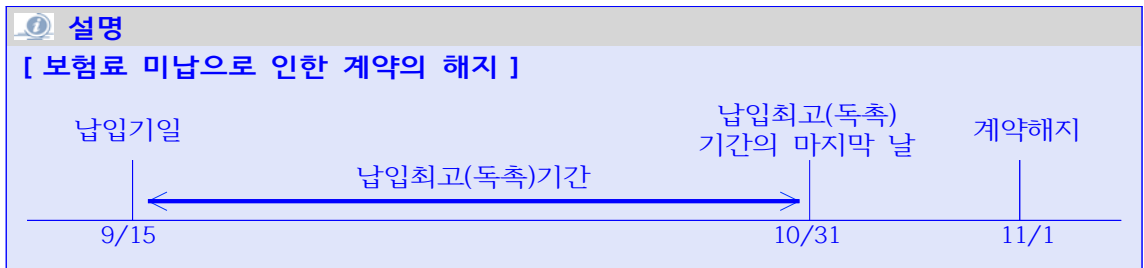 설명
[ 보험료 미납으로 인한 계약의 해지 ]
납입기일
납입최고(독촉)
기간의 마지막 날
계약해지
납입최고(독촉)기간
9/15
10/31
11/1